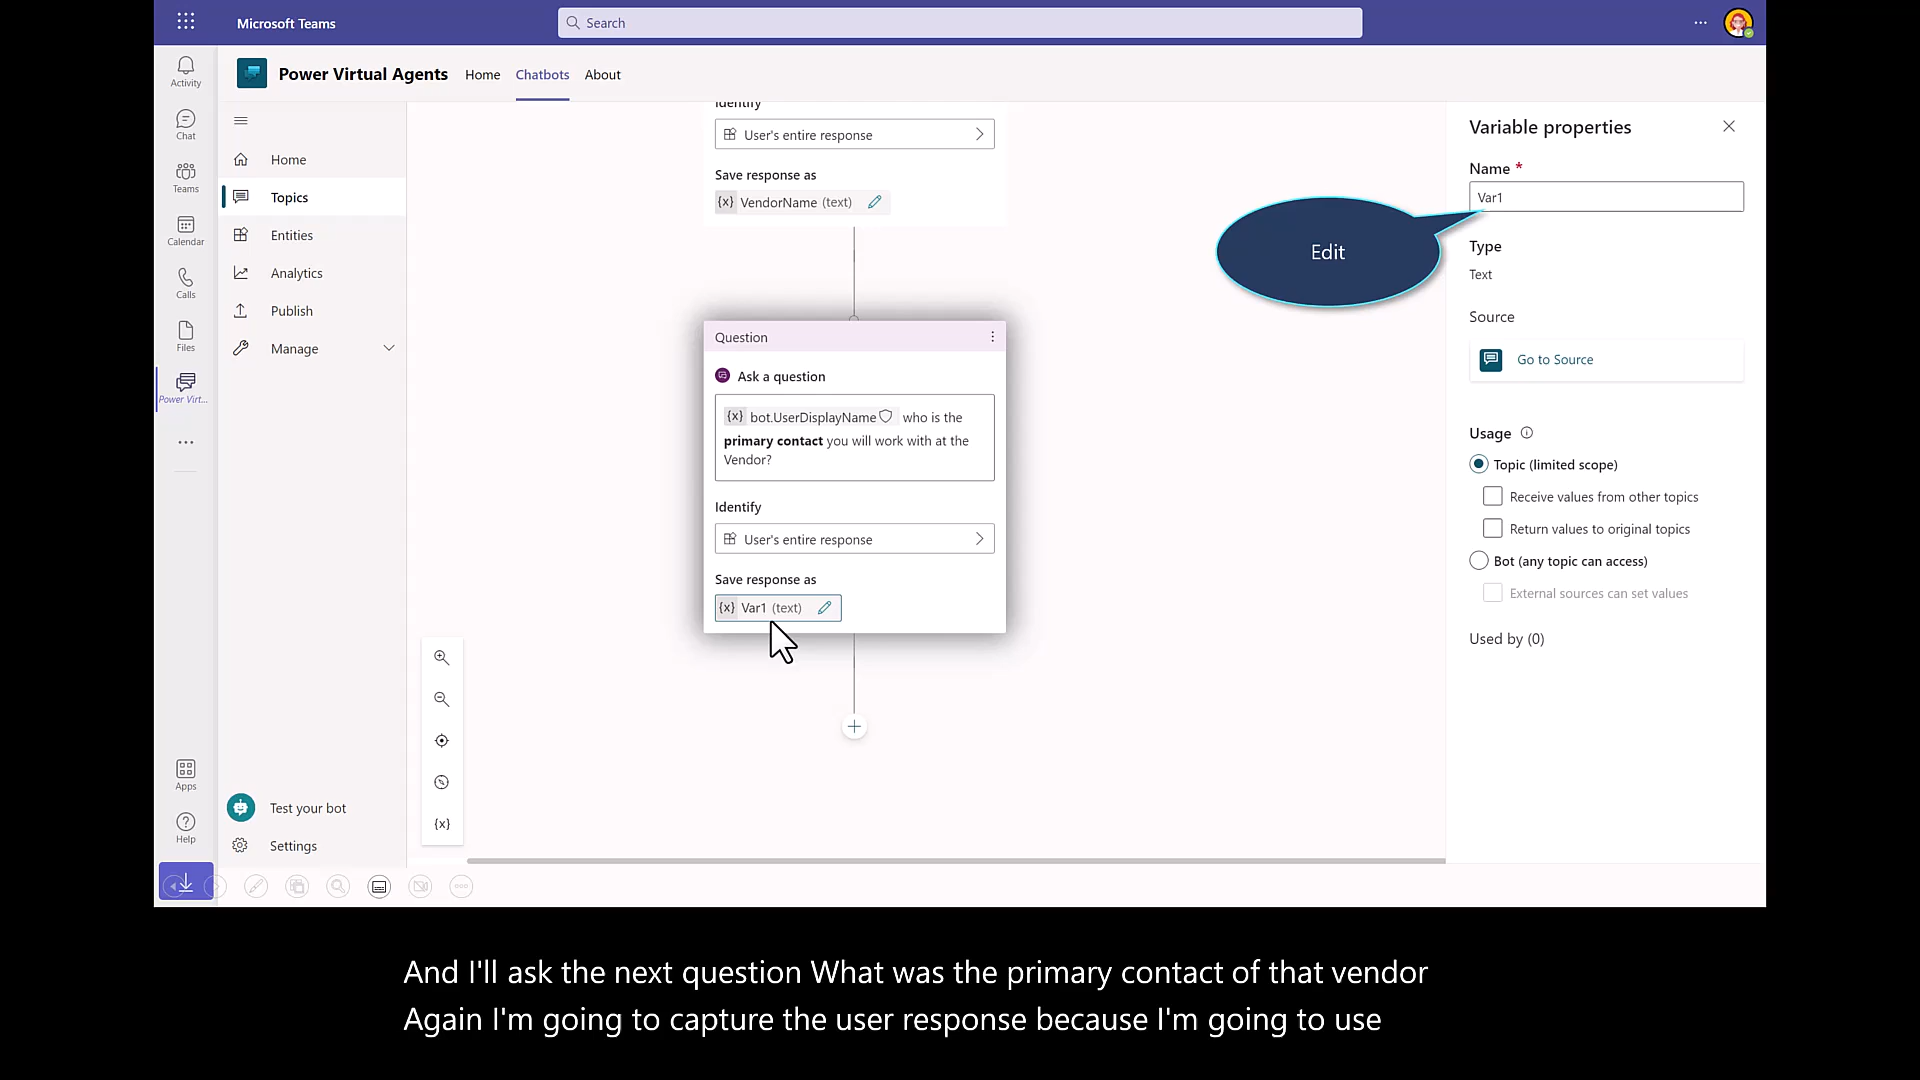 Microsoft Teams
Search
Activity
Chat
Teams
Calendar
Calls
Files
Power Virt...
Apps
Help
Power Virtual Agents
Home
Chatbots
About
Home
Topics
Entities
Analytics
Publish
Manage
Test your bot
Settings
Identify
User's entire response
Save response as
{x} VendorName (text)
Question
Ask a question
{x} bot.UserDisplayName who is the
primary contact you will work with at the
Vendor?
Identify
User's entire response
Save response as
{x} Var1 (text)
{x}
Edit
Variable properties
Name *
Var1
Type
Text
Source
Go to Source
Usage
Topic (limited scope)
Receive values from other topics
Return values to original topics
Bot (any topic can access)
External sources can set values
Used by (0)
And I'll ask the next question What was the primary contact of that vendor
Again I'm going to capture the user response because I'm going to use